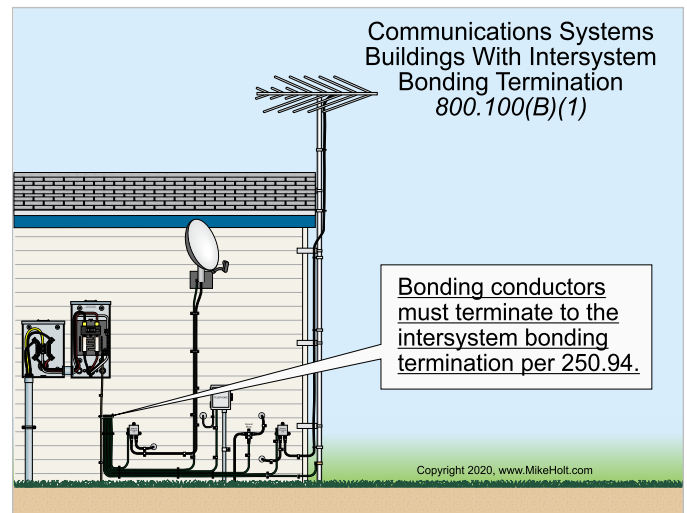 Communications Systems
Buildings With Intersystem
Bonding Termination
800.100(B)(1)
Bonding conductors
must terminate to the
intersystem bonding
termination per 250.94.
Copyright 2020, www.MikeHolt.com